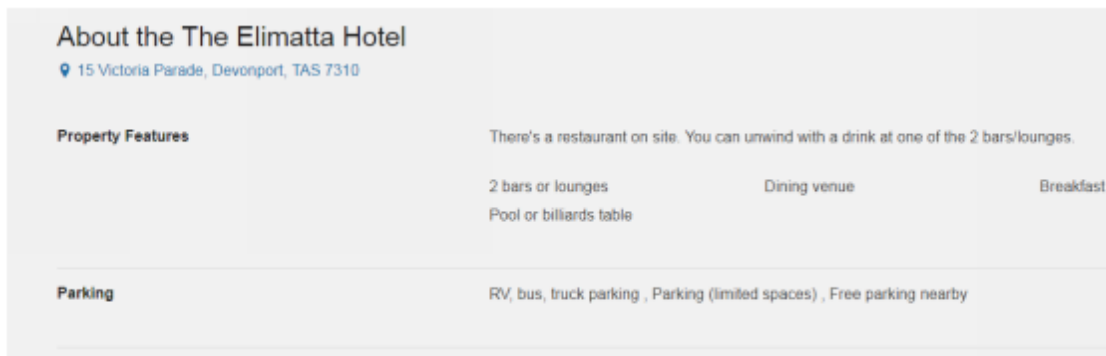 About the The Elimatta Hotel
15 Victoria Parade, Devonport, TAS 7310
Property Features
There's a restaurant on site. You can unwind with a drink at one of the 2 bars/lounges.
2 bars or lounges Dining venue Breakfast
Pool or billiards table
Parking
RV, bus, truck parking , Parking (limited spaces) , Free parking nearby